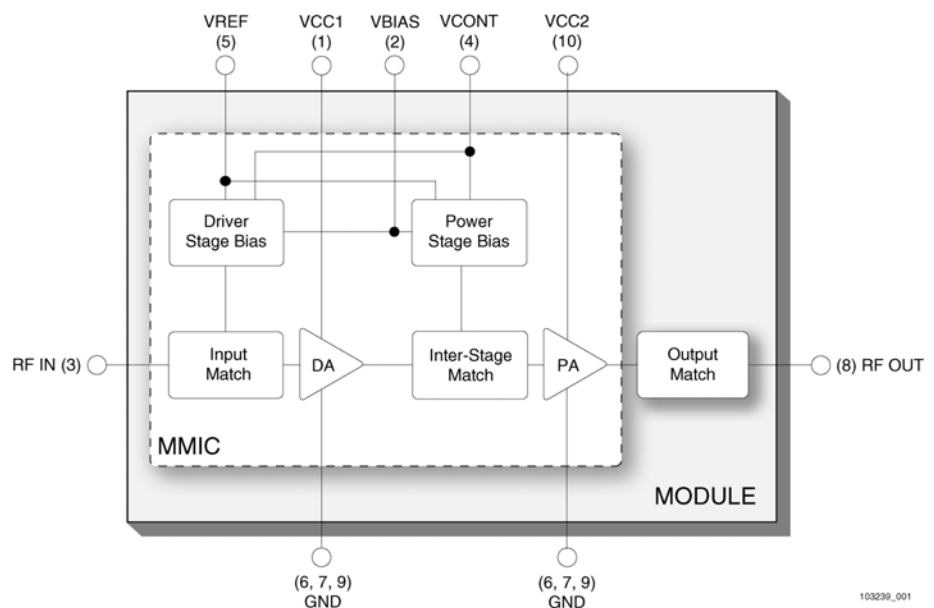 VREF
(5)
VCC1
(1)
VBIAS
(2)
VCONT
(4)
VCC2
(10)
Driver
Stage Bias
Power
Stage Bias
RF IN (3)
Input
Match
DA
Inter-Stage
Match
PA
Output
Match
(8) RF OUT
MMIC
MODULE
(6, 7, 9)
GND
(6, 7, 9)
GND
103239_001